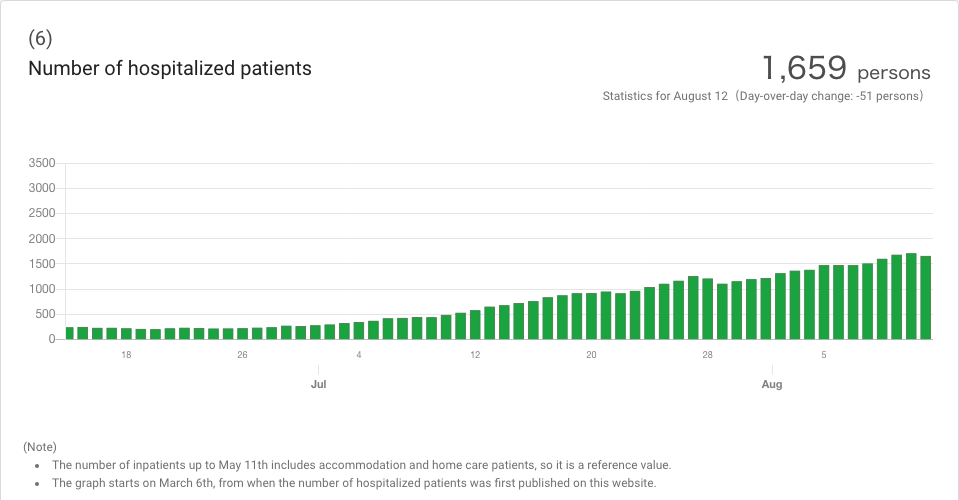 (6)
Number of hospitalized patients
1,659 persons
Statistics for August 12（Day-over-day change: -51 persons）
3500
3000
2500
2000
1500
1000
500
0
18 26 4 12 20 28 5
Jul Aug
(Note)
• The number of inpatients up to May 11th includes accommodation and home care patients, so it is a reference value.
• The graph starts on March 6th, from when the number of hospitalized patients was first published on this website.